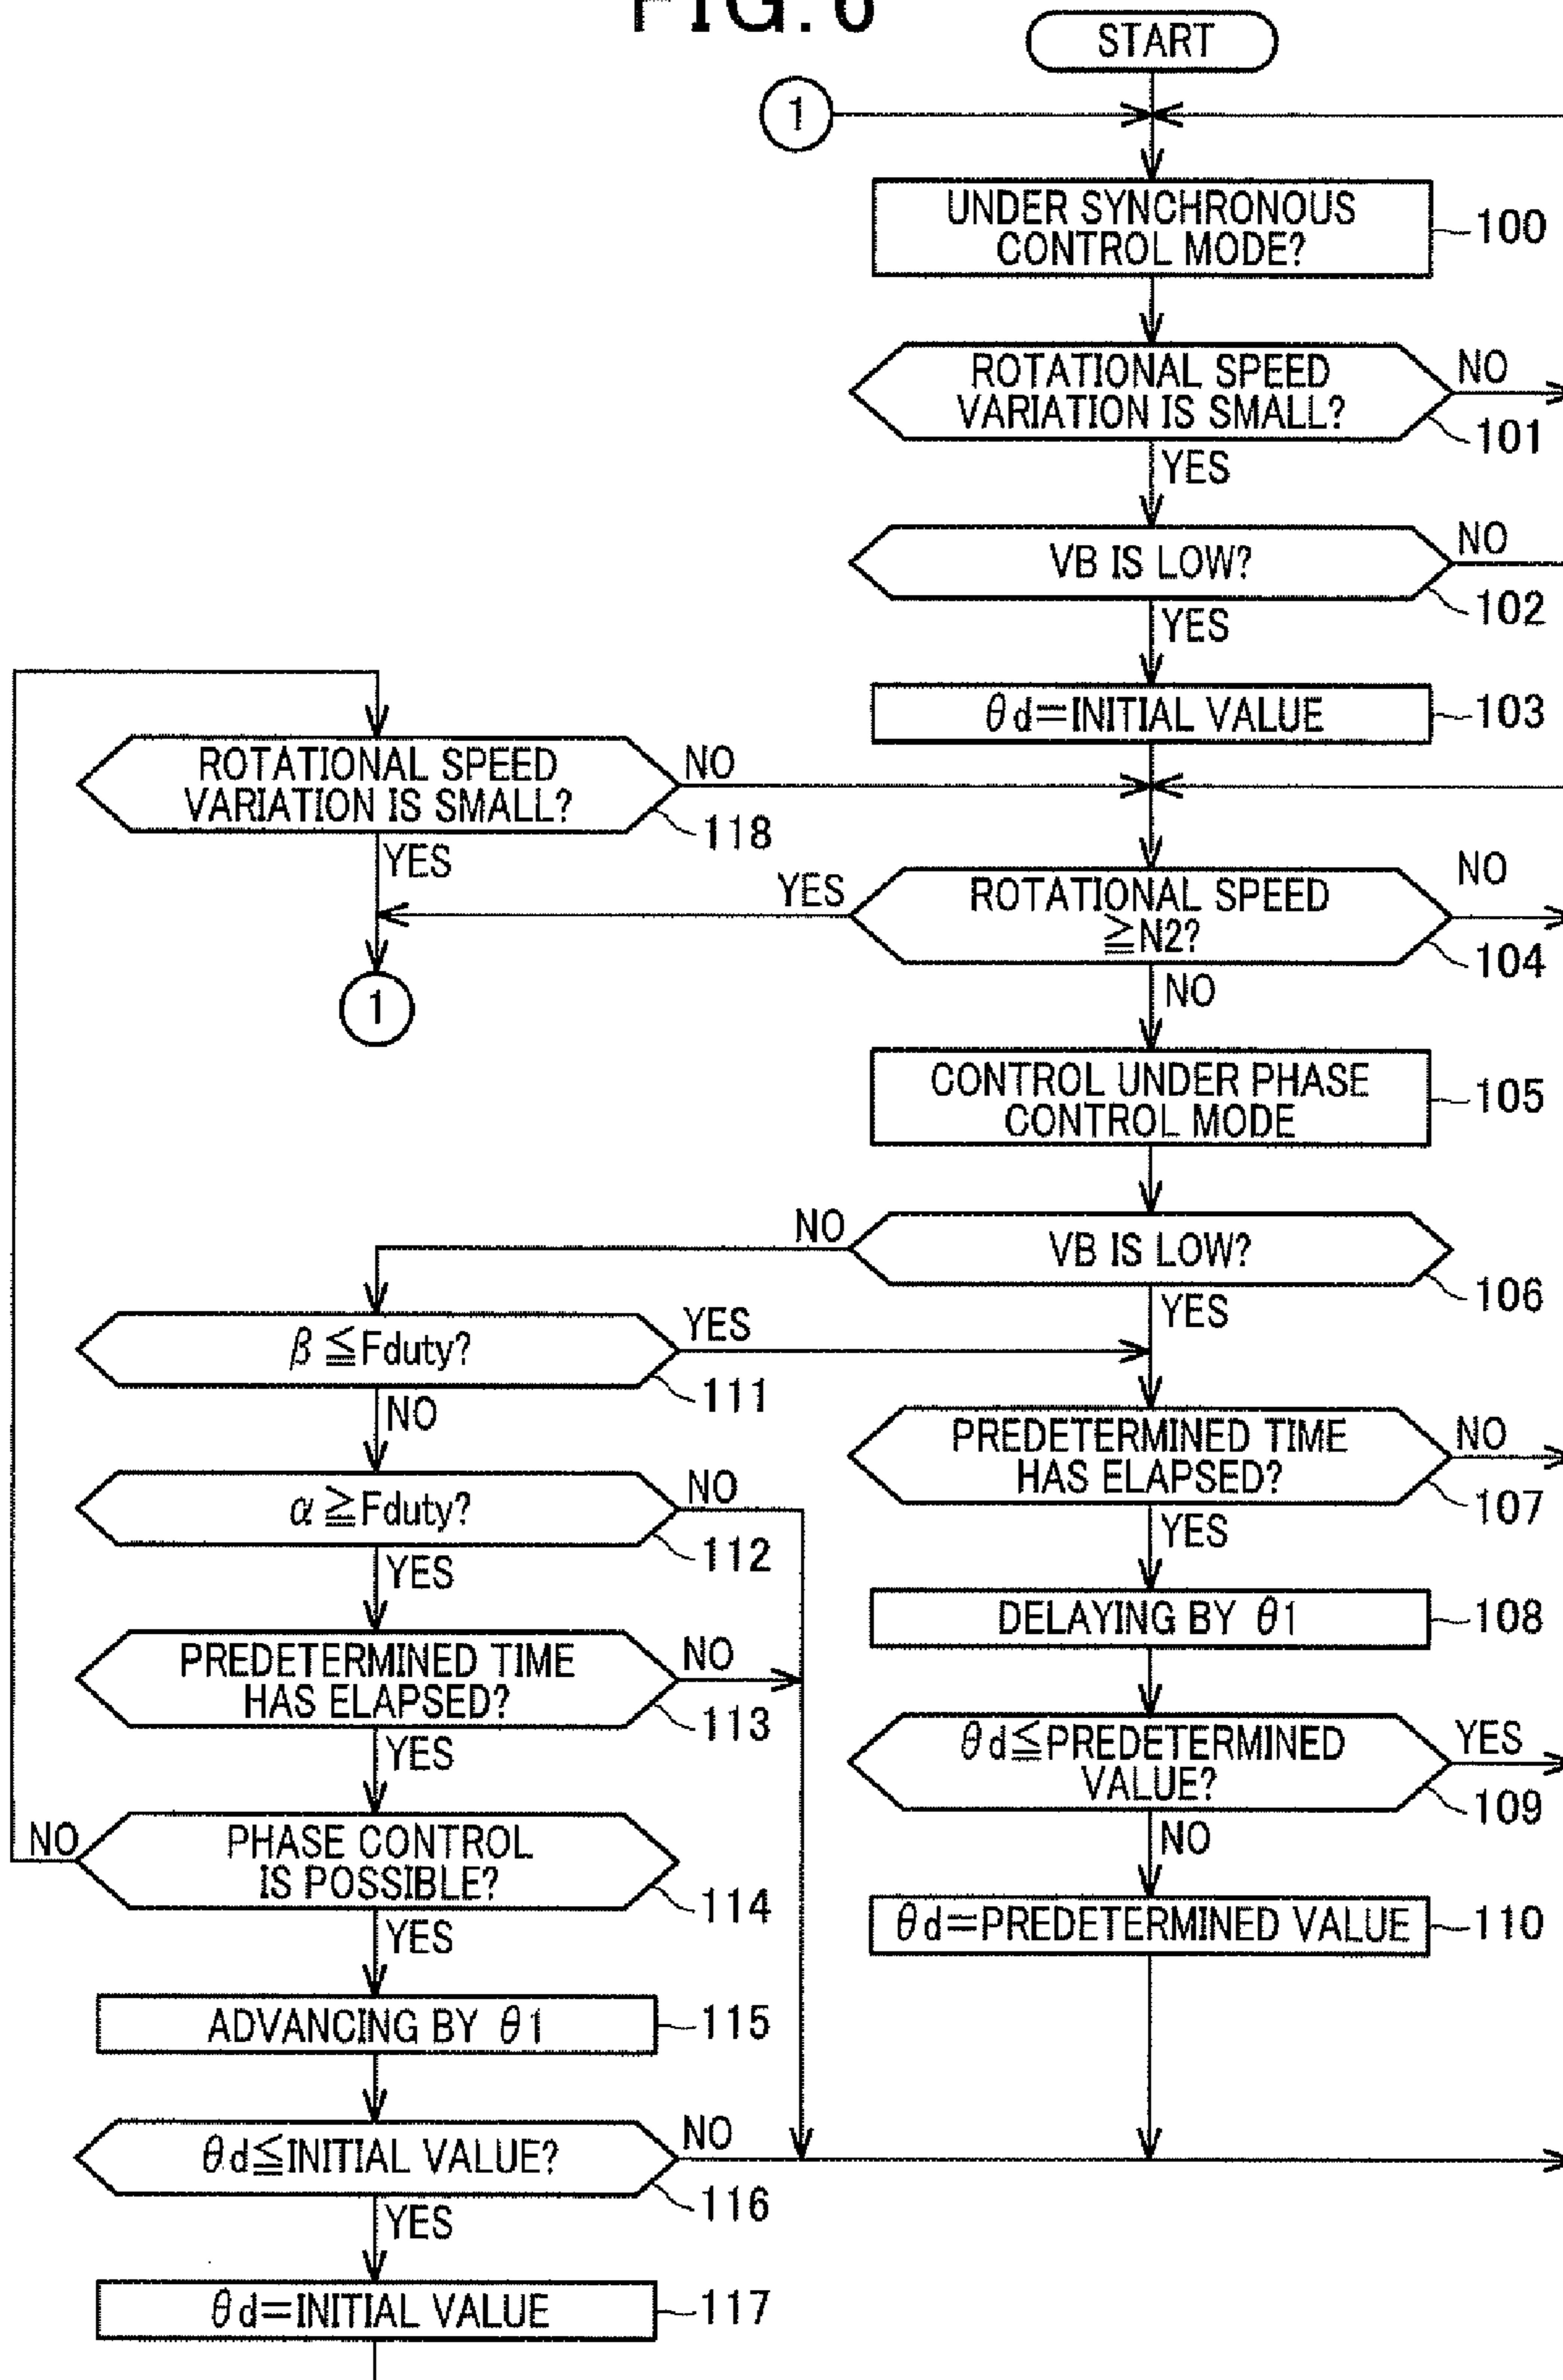 FIG. 6
START
1
UNDER SYNCHRONOUS
CONTROL MODE?
100
ROTATIONAL SPEED
VARIATION IS SMALL?
NO
101
YES
VB IS LOW?
NO
102
YES
θd=INITIAL VALUE
103
ROTATIONAL SPEED
VARIATION IS SMALL?
NO
118
YES
ROTATIONAL SPEED
≧N2?
YES
NO
104
NO
1
CONTROL UNDER PHASE
CONTROL MODE
105
VB IS LOW?
NO
106
YES
β≦Fduty?
YES
111
NO
PREDETERMINED TIME
HAS ELAPSED?
NO
107
YES
α≧Fduty?
NO
112
YES
DELAYING BY θ1
108
PREDETERMINED TIME
HAS ELAPSED?
NO
113
YES
θd≦PREDETERMINED
VALUE?
YES
109
NO
PHASE CONTROL
IS POSSIBLE?
NO
114
YES
θd=PREDETERMINED VALUE
110
ADVANCING BY θ1
115
θd≦INITIAL VALUE?
NO
116
YES
θd=INITIAL VALUE
117